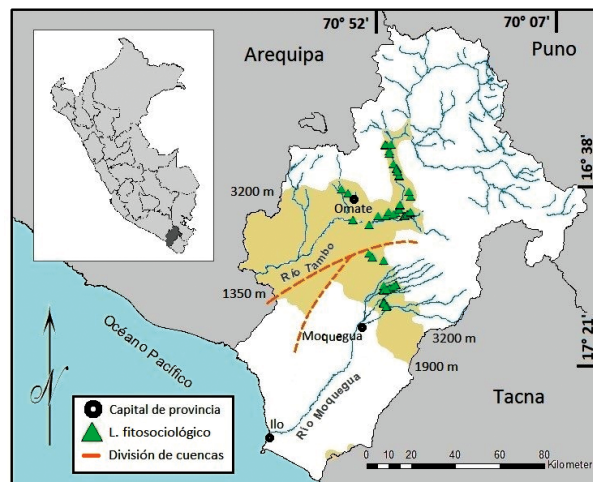 70° 52'
70° 07'
Arequipa
Puno
16° 38'
3200 m
Omate
Río Tambo
1350 m
Moquegua
3200 m
17° 21'
1900 m
Océano Pacífico
Río Moquegua
Tacna
N
Ilo
Capital de provincia
L. fitosociológico
División de cuencas
0 10 20 40 60 80
Kilometer